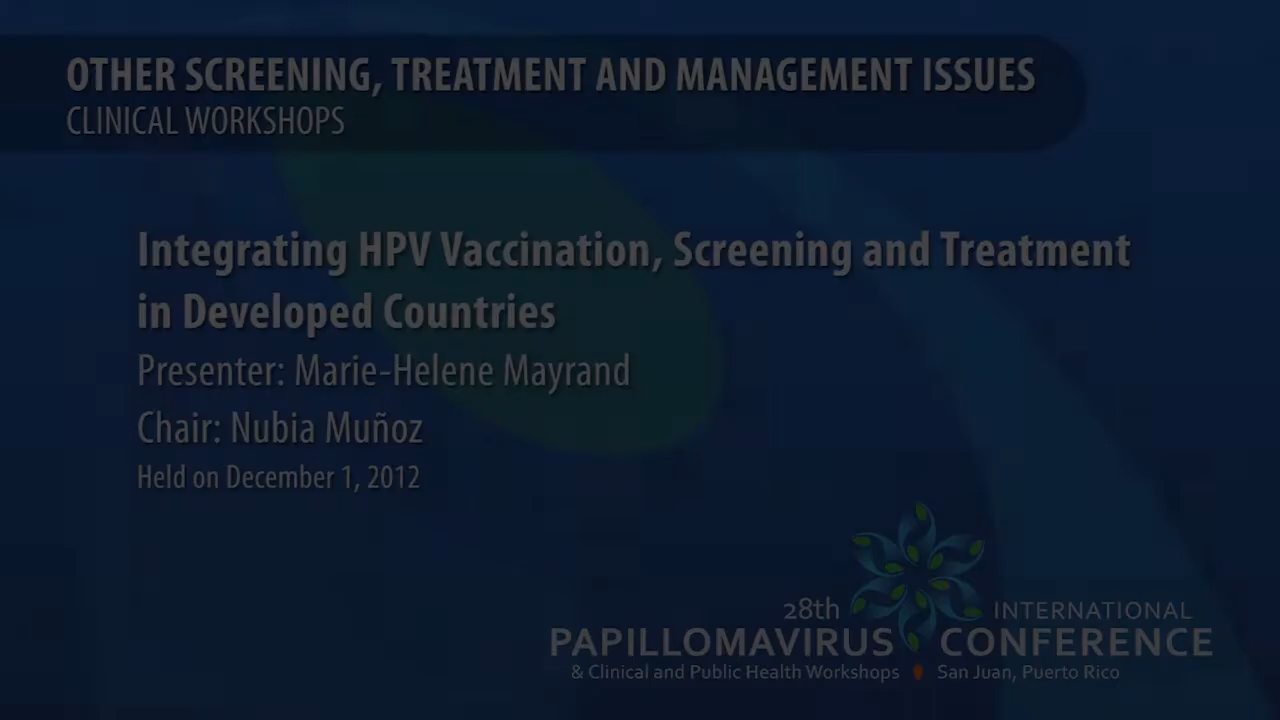 OTHER SCREENING, TREATMENT AND MANAGEMENT ISSUES
CLINICAL WORKSHOPS
Integrating HPV Vaccination, Screening and Treatment
in Developed Countries
Presenter: Marie-Helene Mayrand
Chair: Nubia Muñoz
Held on December 1, 2012
28th INTERNATIONAL
PAPILLOMAVIRUS CONFERENCE
& Clinical and Public Health Workshops San Juan, Puerto Rico